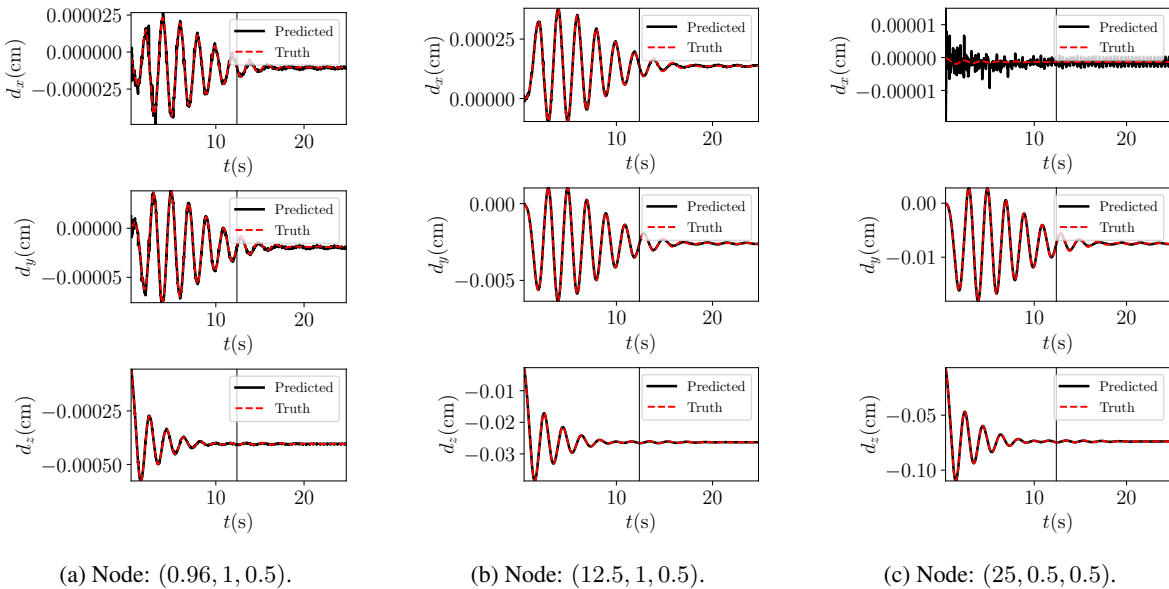 0.000025
0.000000
−0.000025
d_x(cm)
Predicted
Truth
10
20
t(s)
0.00000
−0.00005
d_y(cm)
Predicted
Truth
10
20
t(s)
−0.00025
−0.00050
d_z(cm)
Predicted
Truth
10
20
t(s)
(a) Node: (0.96, 1, 0.5).
0.00025
0.00000
d_x(cm)
Predicted
Truth
10
20
t(s)
0.000
−0.005
d_y(cm)
Predicted
Truth
10
20
t(s)
−0.01
−0.02
−0.03
d_z(cm)
Predicted
Truth
10
20
t(s)
(b) Node: (12.5, 1, 0.5).
0.00001
0.00000
−0.00001
d_x(cm)
Predicted
Truth
10
20
t(s)
0.00
−0.01
d_y(cm)
Predicted
Truth
10
20
t(s)
−0.05
−0.10
d_z(cm)
Predicted
Truth
10
20
t(s)
(c) Node: (25, 0.5, 0.5).